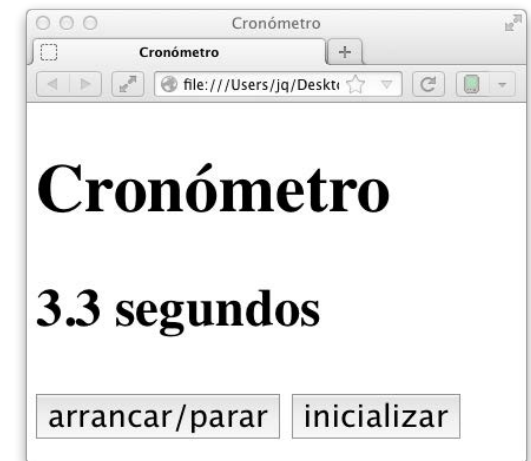 Cronómetro
Cronómetro
file:///Users/jq/Deskt
Cronómetro
3.3 segundos
arrancar/parar inicializar